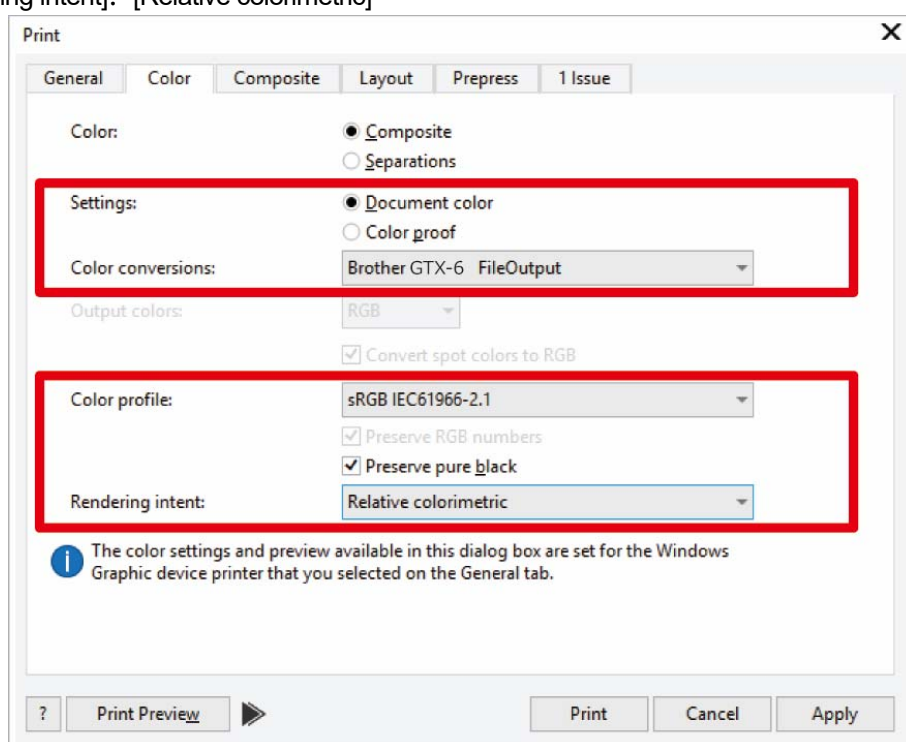 ing intent]: [Relative colorimetric]
Print
General Color Composite Layout Prepress 1 Issue
Color: Composite
Separations
Settings: Document color
Color proof
Color conversions: Brother GTX-6 FileOutput
Output colors: RGB
Convert spot colors to RGB
Color profile: sRGB IEC61966-2.1
Preserve RGB numbers
Preserve pure black
Rendering intent: Relative colorimetric
The color settings and preview available in this dialog box are set for the Windows
Graphic device printer that you selected on the General tab.
? Print Preview Print Cancel Apply